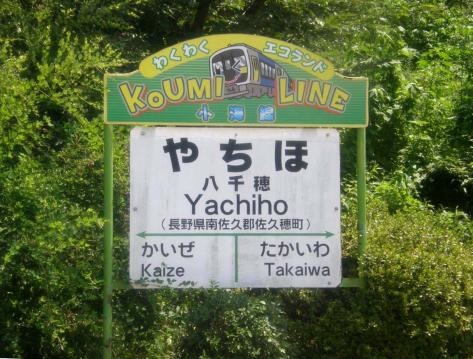 わくわく エコランド
KOUMI LINE
小海線
やちほ
八千穂
Yachiho
(長野県南佐久郡佐久穂町)
かいぜ たかいわ
Kaize Takaiwa